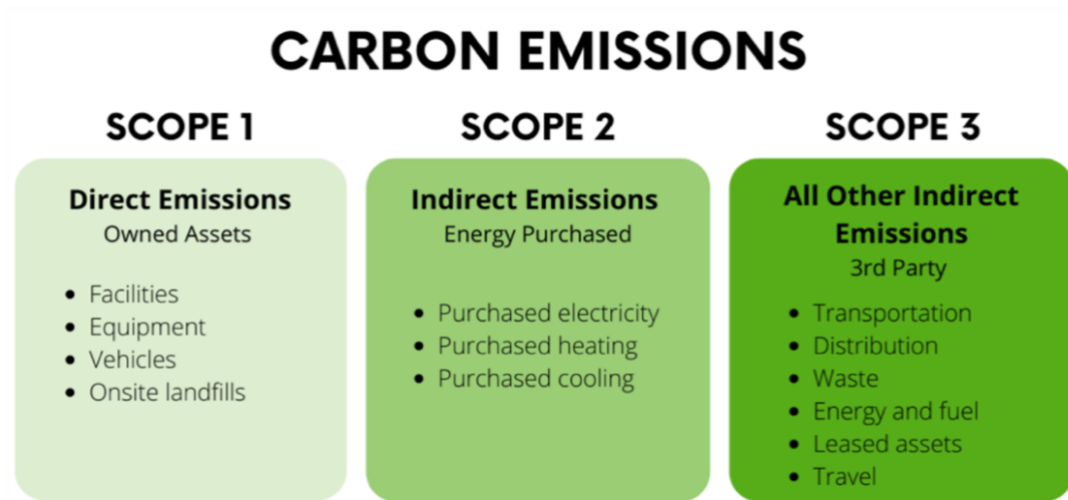 CARBON EMISSIONS
SCOPE 1
Direct Emissions
Owned Assets
• Facilities
• Equipment
• Vehicles
• Onsite landfills
SCOPE 2
Indirect Emissions
Energy Purchased
• Purchased electricity
• Purchased heating
• Purchased cooling
SCOPE 3
All Other Indirect
Emissions
3rd Party
• Transportation
• Distribution
• Waste
• Energy and fuel
• Leased assets
• Travel